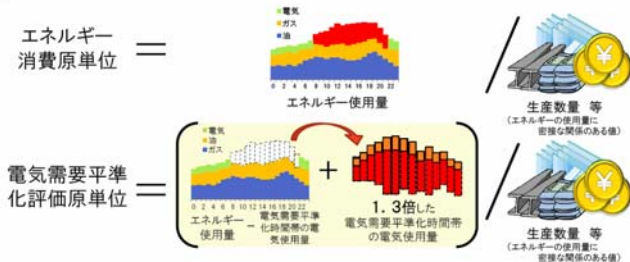 エネルギー
消費原単位
=
■電気
■ガス
■油
0 2 4 6 8 10 12 14 16 18 20 22
エネルギー使用量
/
¥
生産数量 等
(エネルギーの使用量に
密接な関係のある値)
電気需要平準
化評価原単位
=
■電気
■油
■ガス
0 2 4 6 8 10 12 14 16 18 20 22
エネルギー
使用量
－
電気需要平準
化時間帯の電
気使用量
+
1.3倍した
電気需要平準化時間帯
の電気使用量
/
¥
生産数量 等
(エネルギーの使用量に
密接な関係のある値)